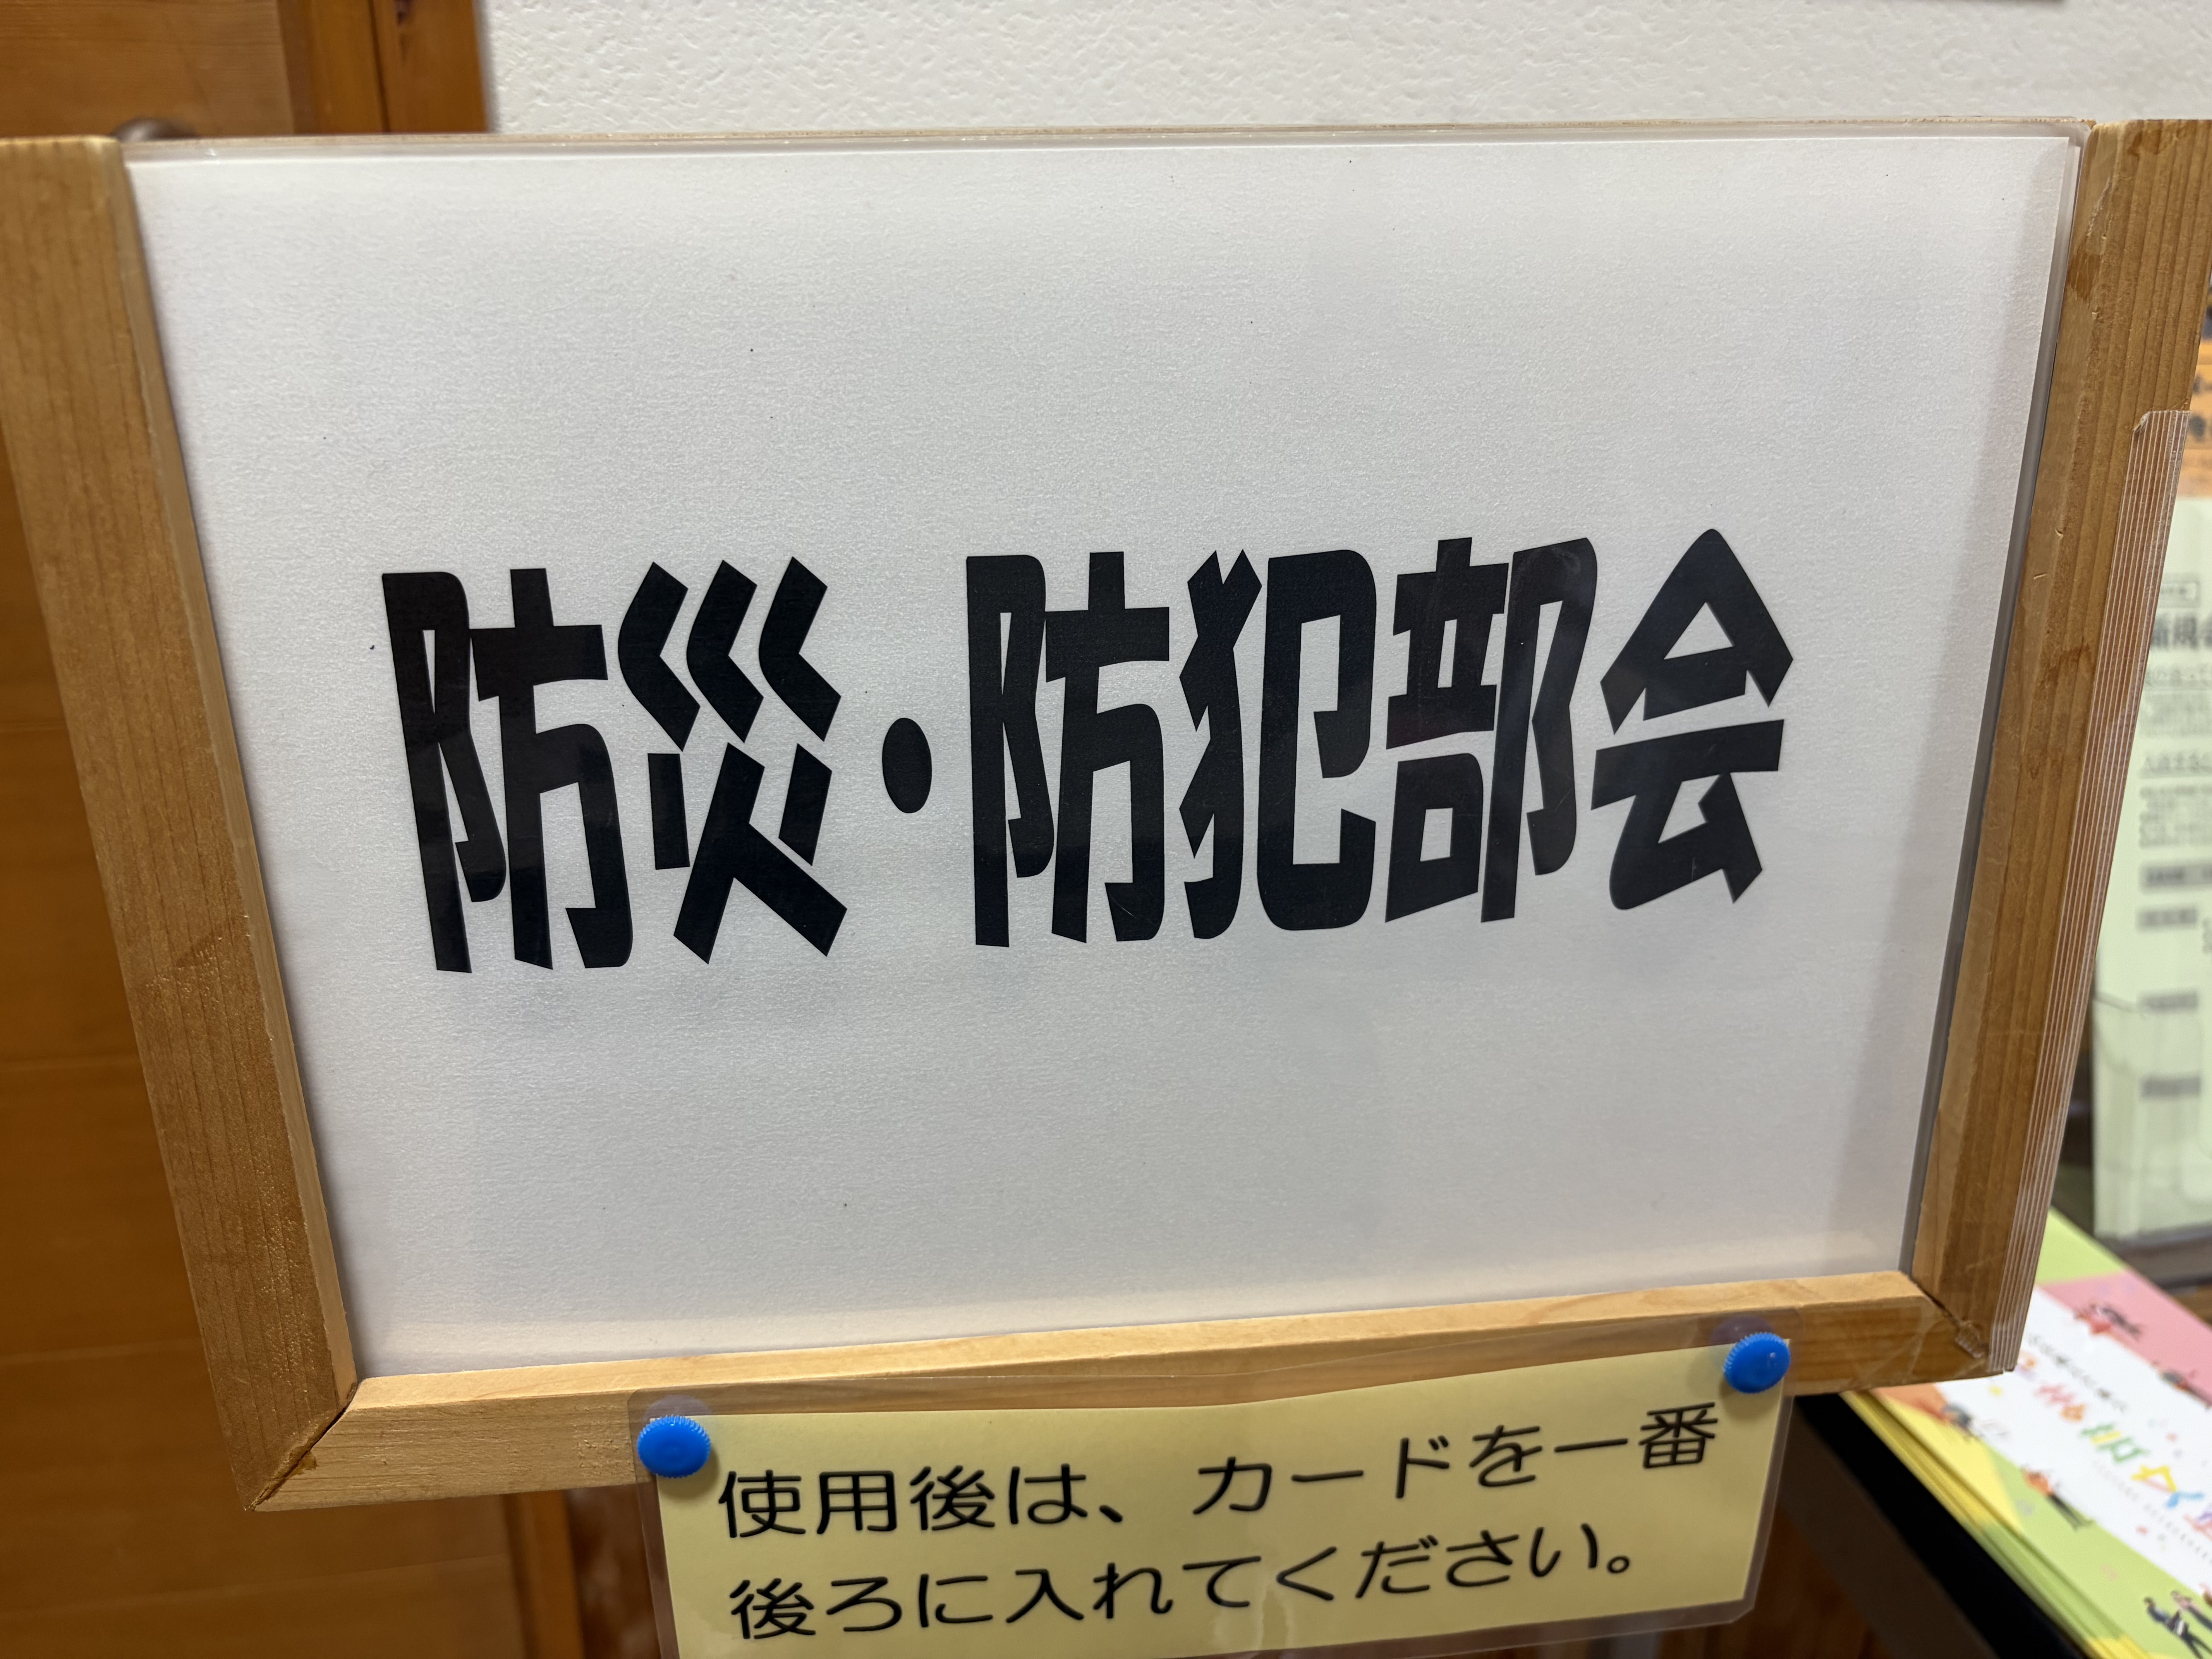 防災・防犯部会
使用後は、カードを一番
後ろに入れてください。